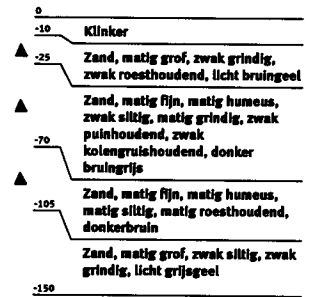 0
-10
Klinker
-25
Zand, matig grof, zwak grindig,
zwak roesthoudend, licht bruingeel
Zand, matig fijn, matig humeus,
zwak siltig, matig grindig, zwak
puinhoudend, zwak
kolengruishoudend, donker
bruingrijs
-70
Zand, matig fijn, matig humeus,
matig siltig, matig roesthoudend,
donkerbruin
-105
Zand, matig grof, zwak siltig, zwak
grindig, licht grijsgeel
-150